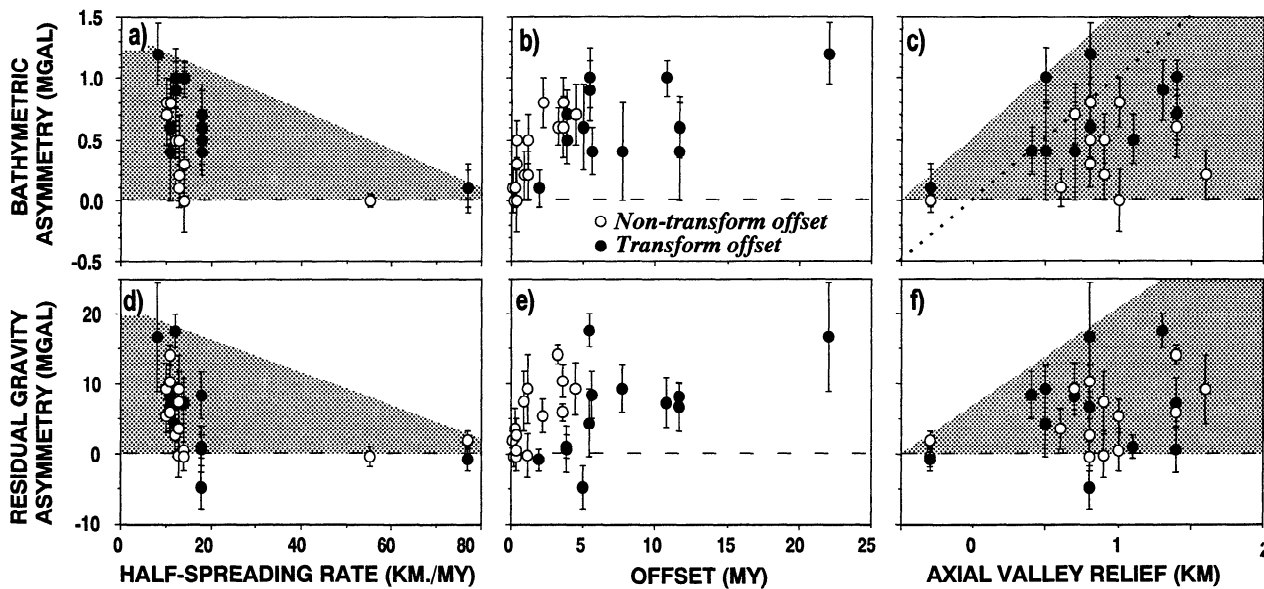 BATHYMETRIC
ASYMMETRY (MGAL)
1.5
1.0
0.5
0.0
-0.5
a)
b)
c)
Non-transform offset
Transform offset
RESIDUAL GRAVITY
ASYMMETRY (MGAL)
20
10
0
-10
d)
e)
f)
0 20 40 60 80
0 5 10 15 20 25
0 1 2
HALF-SPREADING RATE (KM./MY)
OFFSET (MY)
AXIAL VALLEY RELIEF (KM)